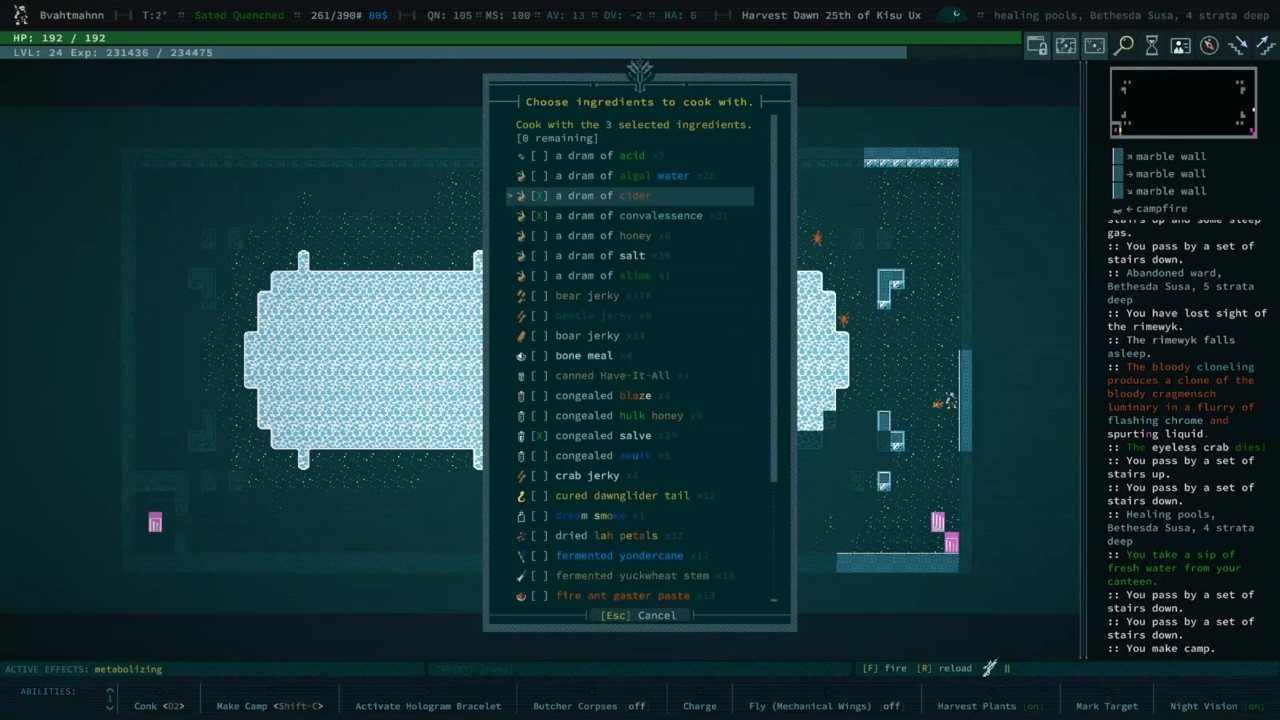 Bvahtmahnn T:2° Sated Quenched 261/390# 80$ QN: 105 MS: 100 AV: 13 DV: -2 MA: 6 Harvest Dawn 25th of Kisu Ux healing pools, Bethesda Susa, 4 strata deep
HP: 192 / 192
LVL: 24 Exp: 231436 / 234475
Choose ingredients to cook with.
Cook with the 3 selected ingredients.
[0 remaining]
[ ] a dram of acid x3
[ ] a dram of algal water x26
> [X] a dram of cider
[X] a dram of convalessence x31
[ ] a dram of honey x6
[ ] a dram of salt
[ ] a dram of slime x1
[ ] bear jerky
[ ] beetle jerky
[ ] boar jerky x34
[ ] bone meal x4
[ ] canned Have-It-All
[ ] congealed blaze
[ ] congealed hulk honey
[X] congealed salve x24
[ ] congealed skulk
[ ] crab jerky x4
[ ] cured dawnglider tail x12
[ ] dream smoke x1
[ ] dried lah petals x32
[ ] fermented yondercane x12
[ ] fermented yuckwheat stem
[ ] fire ant gaster paste x13
[Esc] Cancel
marble wall
marble wall
marble wall
campfire
stairs up and some sleep
gas.
:: You pass by a set of
stairs down.
:: Abandoned ward,
Bethesda Susa, 5 strata
deep
:: You have lost sight of
the rimewyk.
:: The rimewyk falls
asleep.
:: The bloody cloneling
produces a clone of the
bloody cragmensch
luminary in a flurry of
flashing chrome and
spurting liquid.
:: The eyeless crab dies!
:: You pass by a set of
stairs up.
:: You pass by a set of
stairs down.
:: Healing pools,
Bethesda Susa, 4 strata
deep
:: You take a sip of
fresh water from your
canteen.
:: You pass by a set of
stairs down.
:: You pass by a set of
stairs down.
:: You make camp.
ACTIVE EFFECTS: metabolizing
TARGET: [none]
[F] fire [R] reload
ABILITIES: 1 Conk <D2> Make Camp <Shift-C> Activate Hologram Bracelet Butcher Corpses [off] Charge Fly (Mechanical Wings) [off] Harvest Plants [on] Mark Target Night Vision [on]